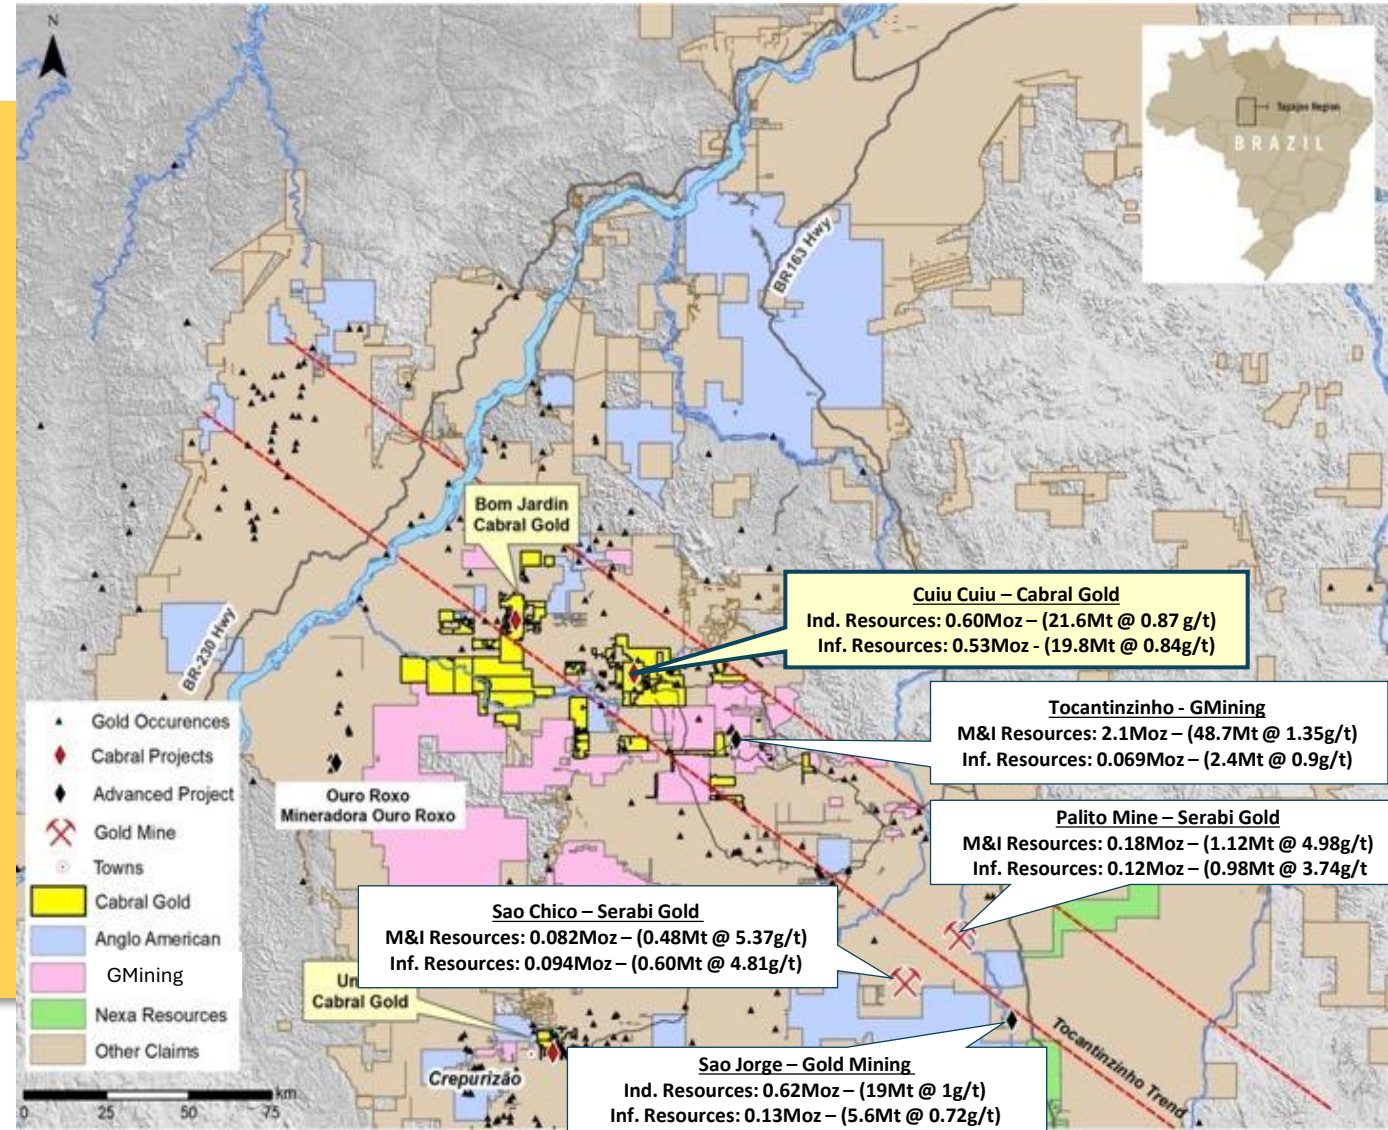 N
Tapajos Region
BRAZIL
BR163 Hwy
BR-230 Hwy
Bom Jardin
Cabral Gold
Cuiu Cuiu – Cabral Gold
Ind. Resources: 0.60Moz – (21.6Mt @ 0.87 g/t)
Inf. Resources: 0.53Moz - (19.8Mt @ 0.84g/t)
Tocantinzinho - GMining
M&I Resources: 2.1Moz – (48.7Mt @ 1.35g/t)
Inf. Resources: 0.069Moz – (2.4Mt @ 0.9g/t)
Palito Mine – Serabi Gold
M&I Resources: 0.18Moz – (1.12Mt @ 4.98g/t)
Inf. Resources: 0.12Moz – (0.98Mt @ 3.74g/t
Ouro Roxo
Mineradora Ouro Roxo
Sao Chico – Serabi Gold
M&I Resources: 0.082Moz – (0.48Mt @ 5.37g/t)
Inf. Resources: 0.094Moz – (0.60Mt @ 4.81g/t)
Un
Cabral Gold
Sao Jorge – Gold Mining
Ind. Resources: 0.62Moz – (19Mt @ 1g/t)
Inf. Resources: 0.13Moz – (5.6Mt @ 0.72g/t)
Crepurizão
Tocantinzinho Trend
Gold Occurences
Cabral Projects
Advanced Project
Gold Mine
Towns
Cabral Gold
Anglo American
GMining
Nexa Resources
Other Claims
km
0 25 50 75